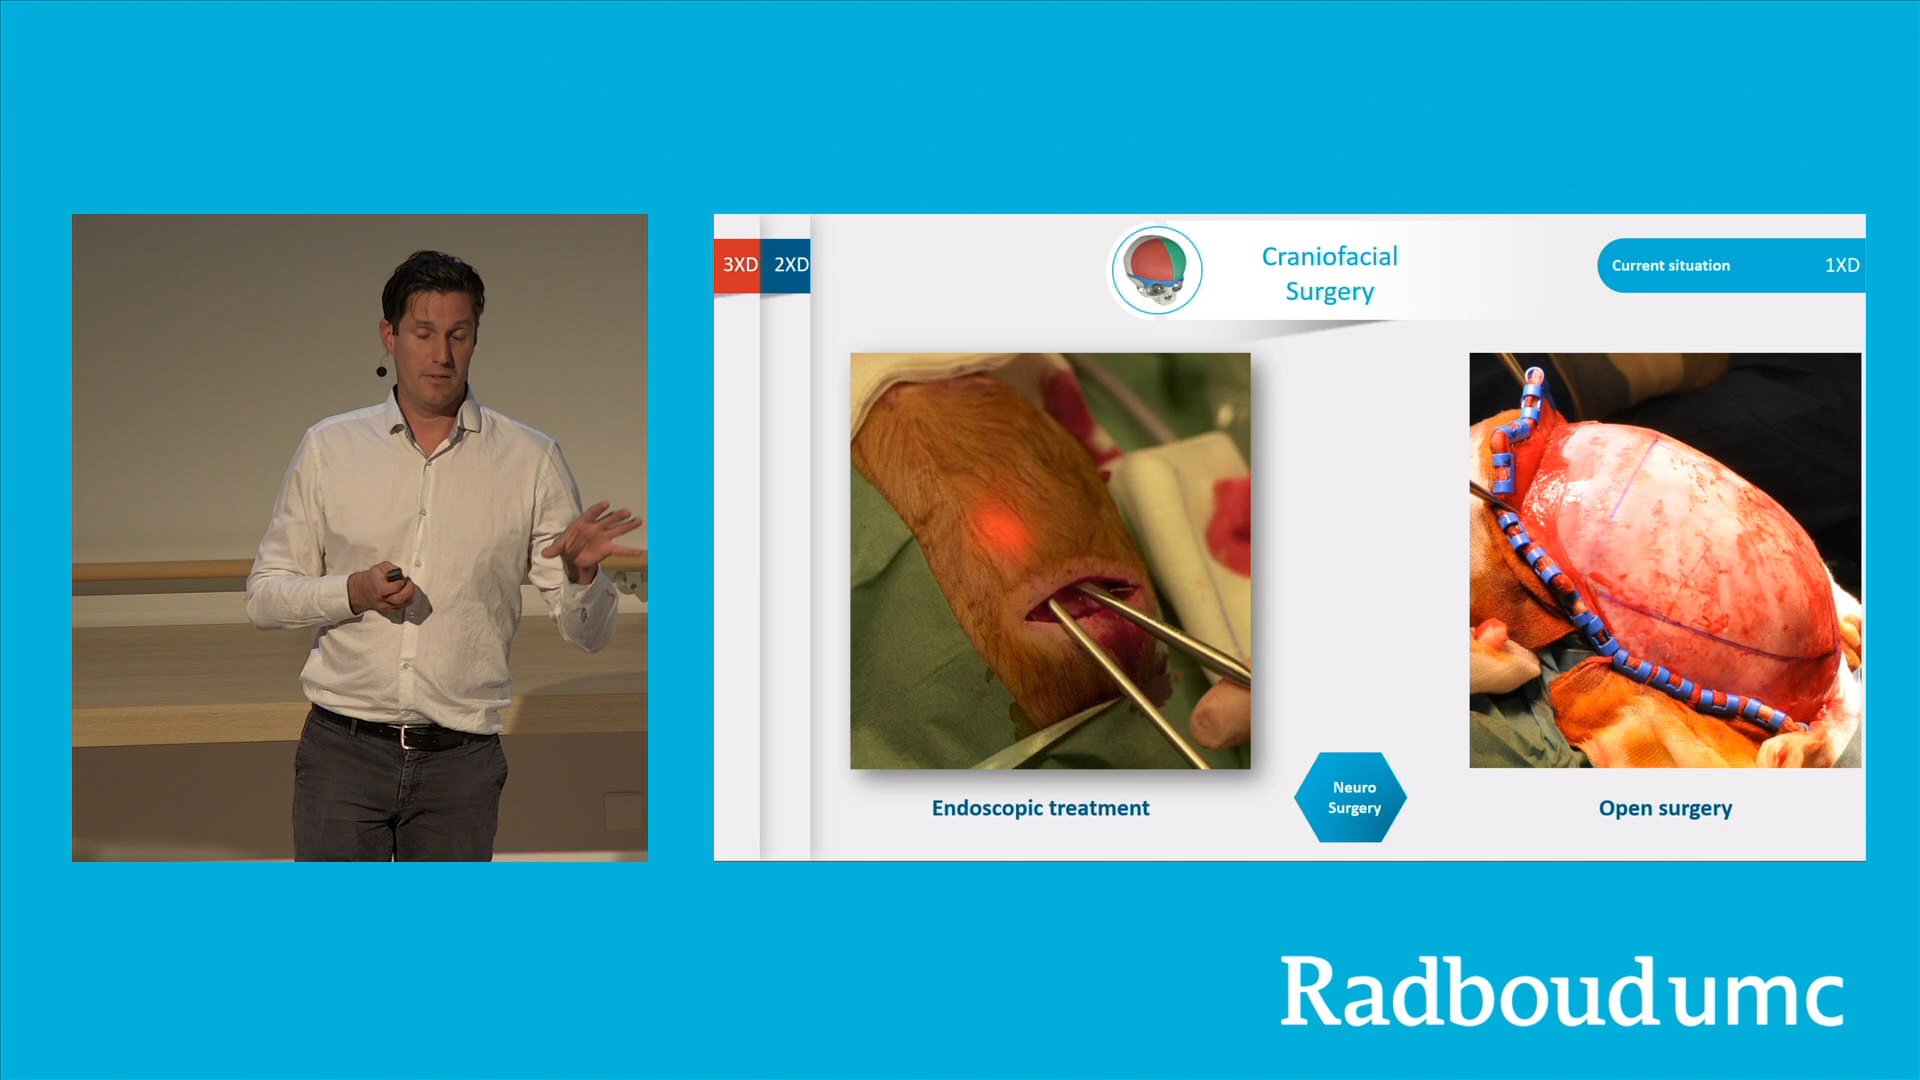 3XD
2XD
Craniofacial
Surgery
Current situation
1XD
Neuro
Surgery
Endoscopic treatment
Open surgery
Radboudumc